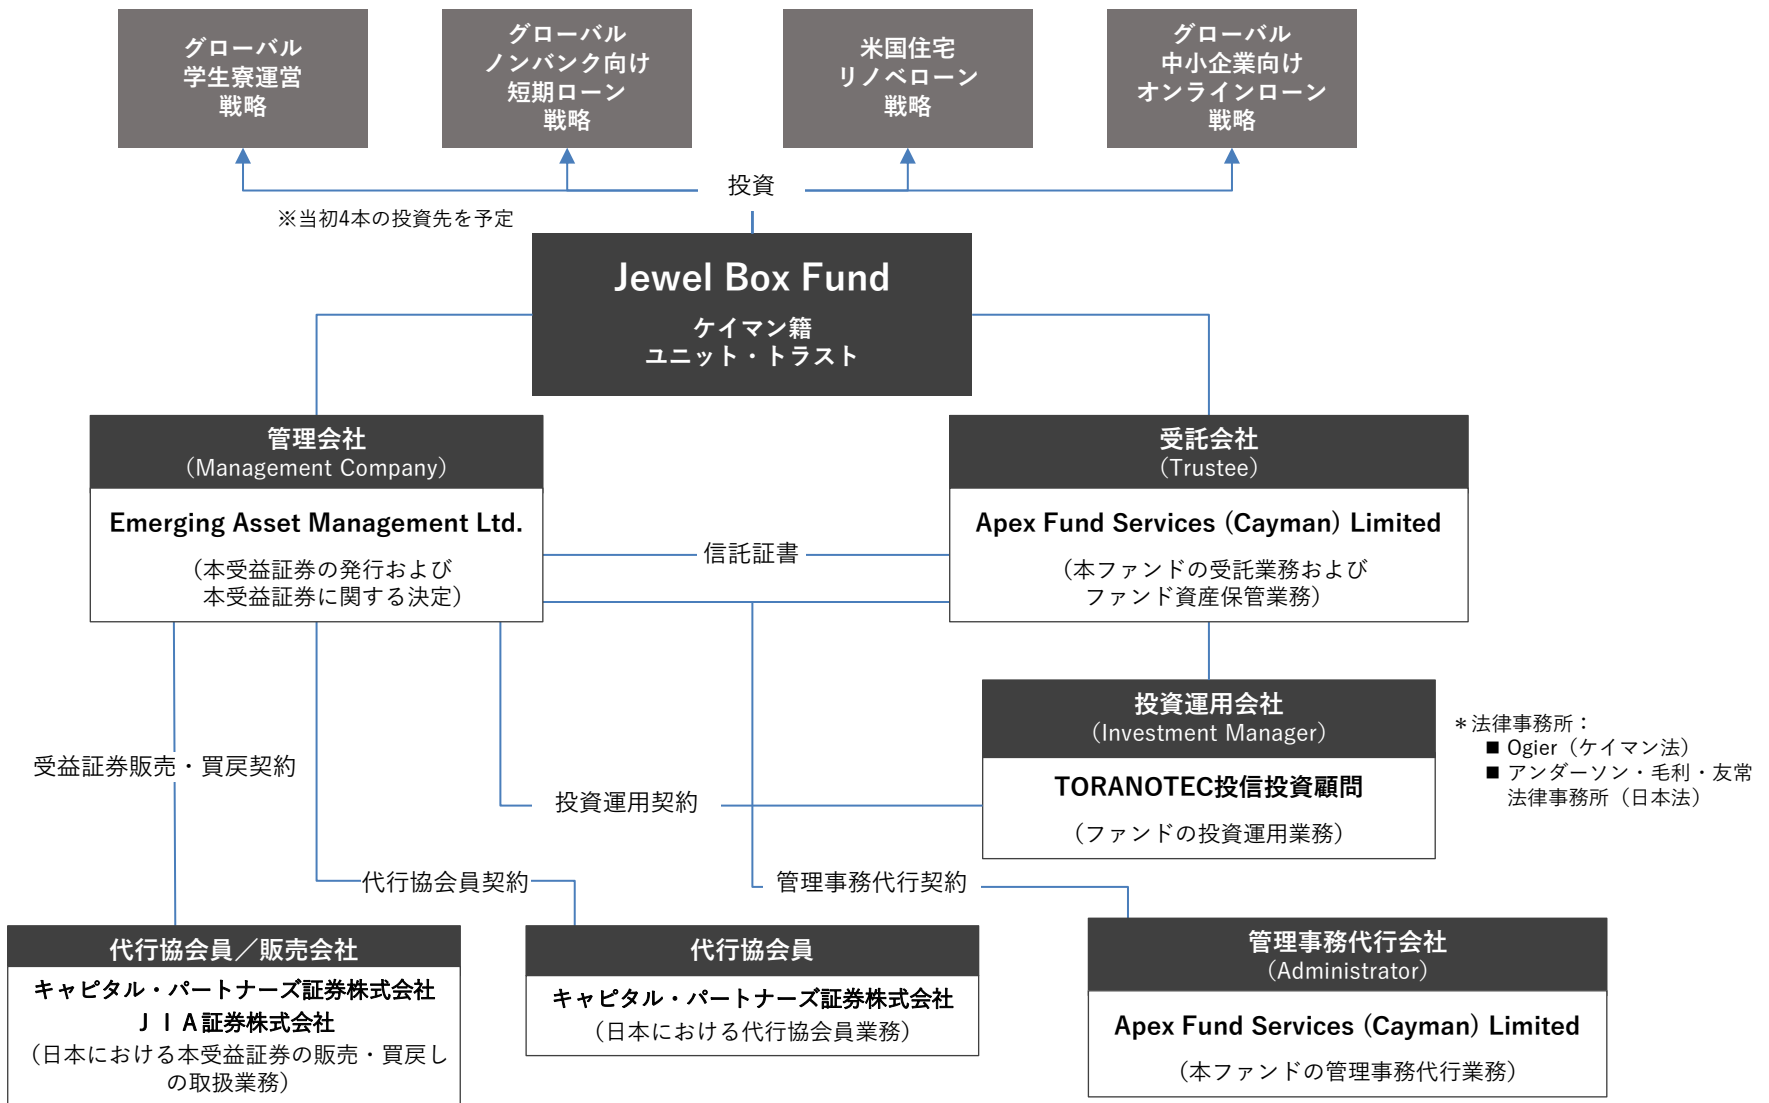 グローバル
学生寮運営
戦略
グローバル
ノンバンク向け
短期ローン
戦略
米国住宅
リノベローン
戦略
グローバル
中小企業向け
オンラインローン
戦略
投資
※当初4本の投資先を予定
Jewel Box Fund
ケイマン籍
ユニット・トラスト
管理会社
（Management Company）
Emerging Asset Management Ltd.
（本受益証券の発行および
本受益証券に関する決定）
受託会社
（Trustee）
Apex Fund Services (Cayman) Limited
（本ファンドの受託業務および
ファンド資産保管業務）
信託証書
投資運用会社
（Investment Manager）
TORANOTEC投信投資顧問
（ファンドの投資運用業務）
＊法律事務所：
■ Ogier（ケイマン法）
■ アンダーソン・毛利・友常
法律事務所（日本法）
受益証券販売・買戻契約
投資運用契約
代行協会員契約
管理事務代行契約
代行協会員／販売会社
キャピタル・パートナーズ証券株式会社
ＪＩＡ証券株式会社
（日本における本受益証券の販売・買戻し
の取扱業務）
代行協会員
キャピタル・パートナーズ証券株式会社
（日本における代行協会員業務）
管理事務代行会社
（Administrator）
Apex Fund Services (Cayman) Limited
（本ファンドの管理事務代行業務）